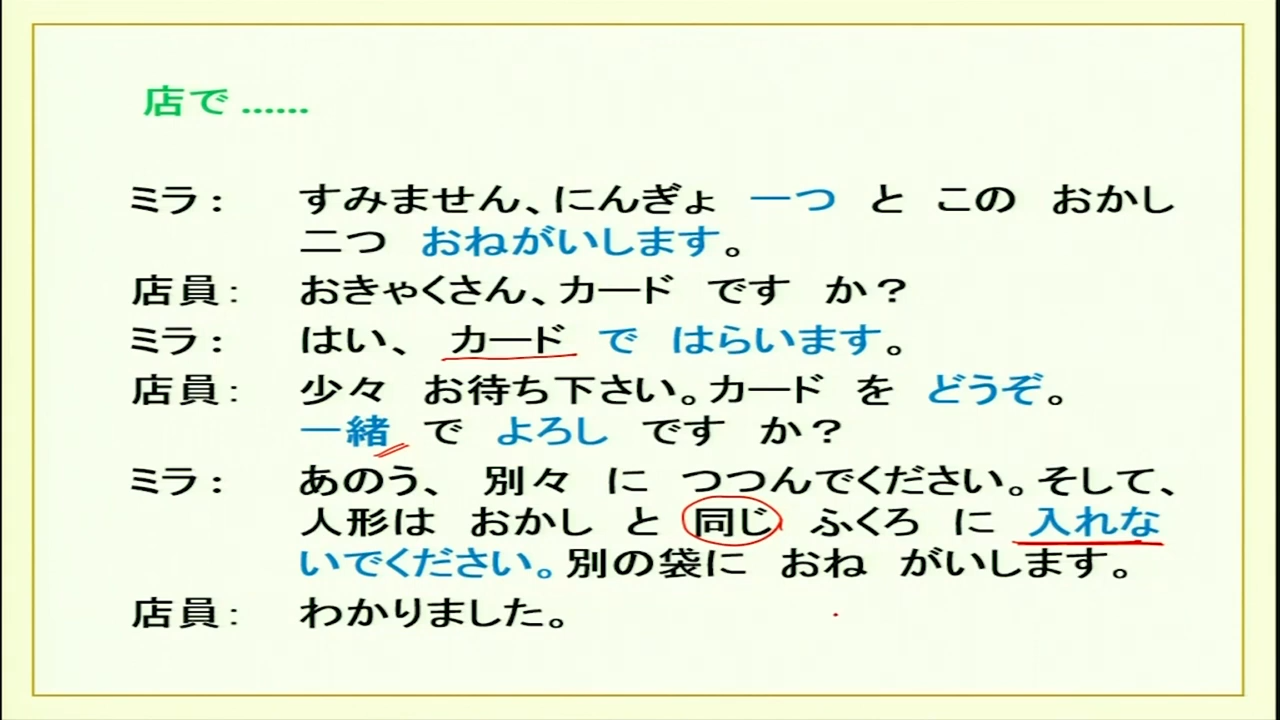 店で ......
ミラ： すみません、にんぎょ 一つ と この おかし
二つ おねがいします。
店員： おきゃくさん、カード です か？
ミラ： はい、 カード で はらいます。
店員： 少々 お待ち下さい。カード を どうぞ。
一緒 で よろし です か？
ミラ： あのう、 別々 に つつんでください。そして、
人形は おかし と 同じ ふくろ に 入れな
いでください。別の袋に おね がいします。
店員： わかりました。